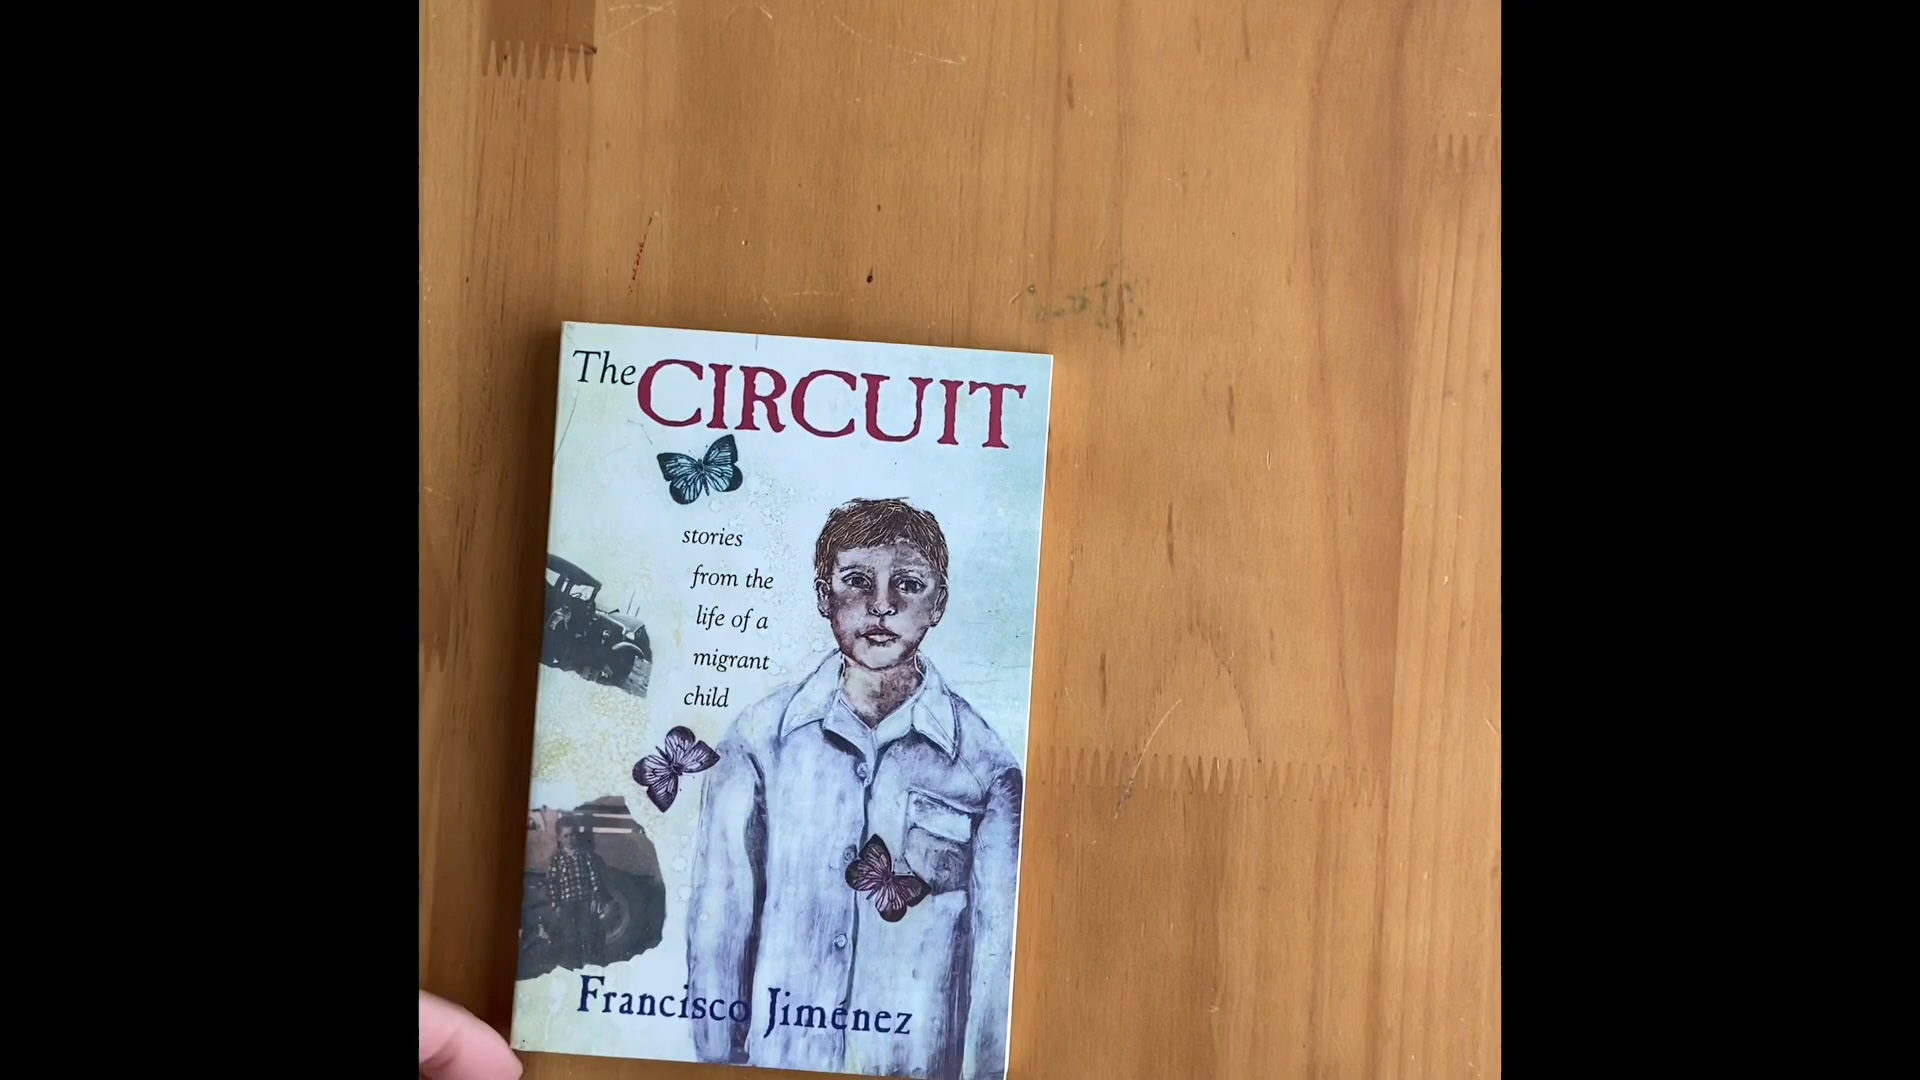 The CIRCUIT
stories
from the
life of a
migrant
child
Francisco Jiménez